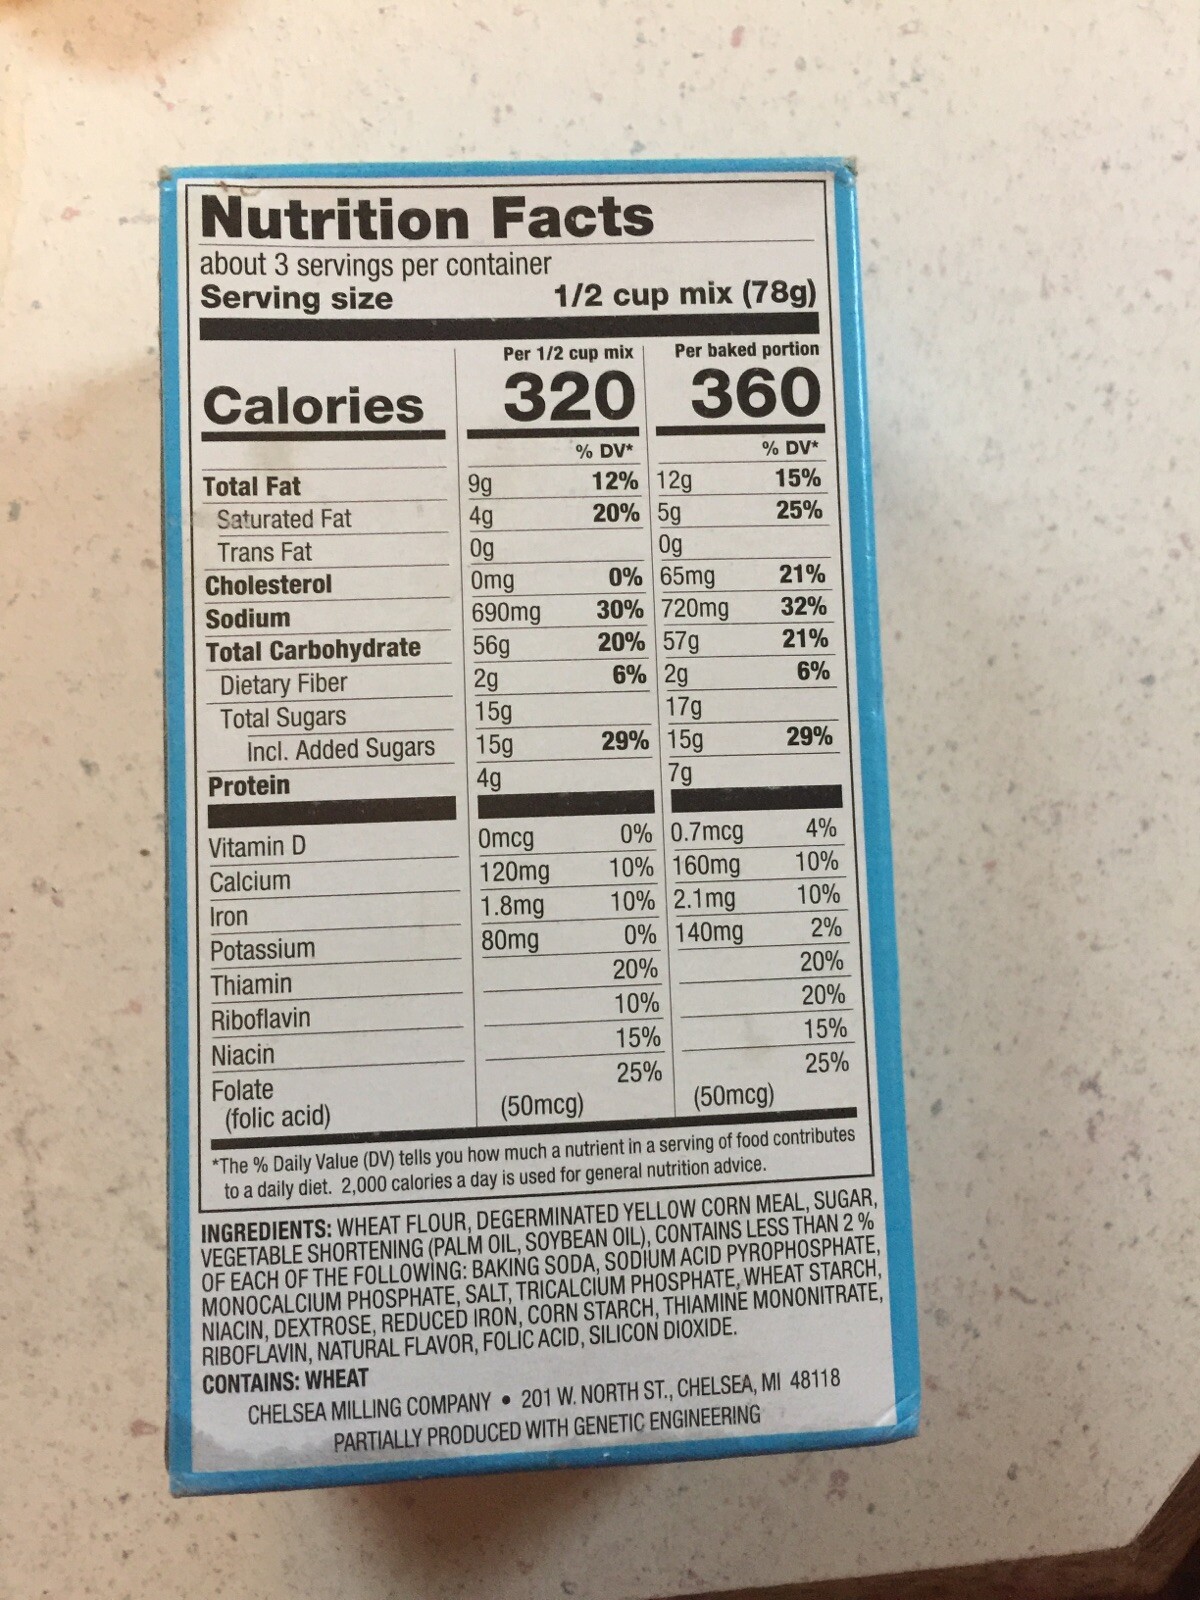 Nutrition Facts
about 3 servings per container
Serving size 1/2 cup mix (78g)
Per 1/2 cup mix Per baked portion
Calories 320 360
% DV* % DV*
Total Fat 9g 12% 12g 15%
Saturated Fat 4g 20% 5g 25%
Trans Fat 0g 0g
Cholesterol 0mg 0% 65mg 21%
Sodium 690mg 30% 720mg 32%
Total Carbohydrate 56g 20% 57g 21%
Dietary Fiber 2g 6% 2g 6%
Total Sugars 15g 17g
Incl. Added Sugars 15g 29% 15g 29%
Protein 4g 7g
Vitamin D 0mcg 0% 0.7mcg 4%
Calcium 120mg 10% 160mg 10%
Iron 1.8mg 10% 2.1mg 10%
Potassium 80mg 0% 140mg 2%
Thiamin 20% 20%
Riboflavin 10% 20%
Niacin 15% 15%
Folate 25% 25%
(folic acid) (50mcg) (50mcg)
*The % Daily Value (DV) tells you how much a nutrient in a serving of food contributes
to a daily diet. 2,000 calories a day is used for general nutrition advice.
INGREDIENTS: WHEAT FLOUR, DEGERMINATED YELLOW CORN MEAL, SUGAR,
VEGETABLE SHORTENING (PALM OIL, SOYBEAN OIL), CONTAINS LESS THAN 2 %
OF EACH OF THE FOLLOWING: BAKING SODA, SODIUM ACID PYROPHOSPHATE,
MONOCALCIUM PHOSPHATE, SALT, TRICALCIUM PHOSPHATE, WHEAT STARCH,
NIACIN, DEXTROSE, REDUCED IRON, CORN STARCH, THIAMINE MONONITRATE,
RIBOFLAVIN, NATURAL FLAVOR, FOLIC ACID, SILICON DIOXIDE.
CONTAINS: WHEAT
CHELSEA MILLING COMPANY • 201 W. NORTH ST., CHELSEA, MI 48118
PARTIALLY PRODUCED WITH GENETIC ENGINEERING